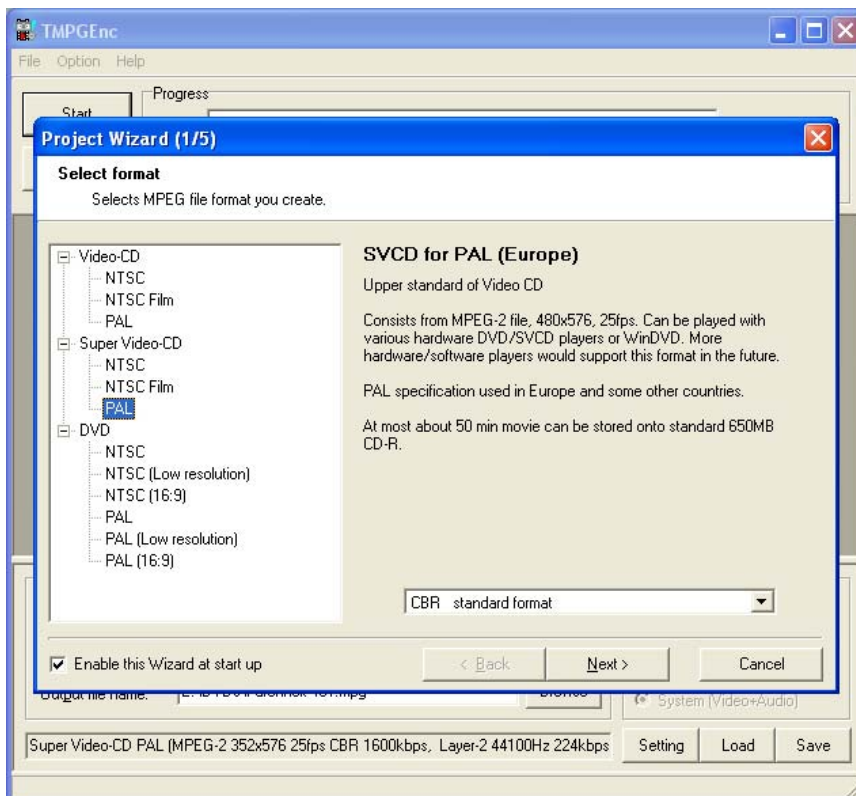 TMPGEnc
File Option Help
Progress
Start
Project Wizard (1/5)
Select format
Selects MPEG file format you create.
Video-CD
NTSC
NTSC Film
PAL
Super Video-CD
NTSC
NTSC Film
PAL
DVD
NTSC
NTSC (Low resolution)
NTSC (16:9)
PAL
PAL (Low resolution)
PAL (16:9)
SVCD for PAL (Europe)
Upper standard of Video CD
Consists from MPEG-2 file, 480x576, 25fps. Can be played with
various hardware DVD/SVCD players or WinDVD. More
hardware/software players would support this format in the future.
PAL specification used in Europe and some other countries.
At most about 50 min movie can be stored onto standard 650MB
CD-R.
CBR standard format
Enable this Wizard at start up
< Back
Next >
Cancel
Output file name:
Browse
System (Video+Audio)
Super Video-CD PAL (MPEG-2 352x576 25fps CBR 1600kbps, Layer-2 44100Hz 224kbps
Setting
Load
Save